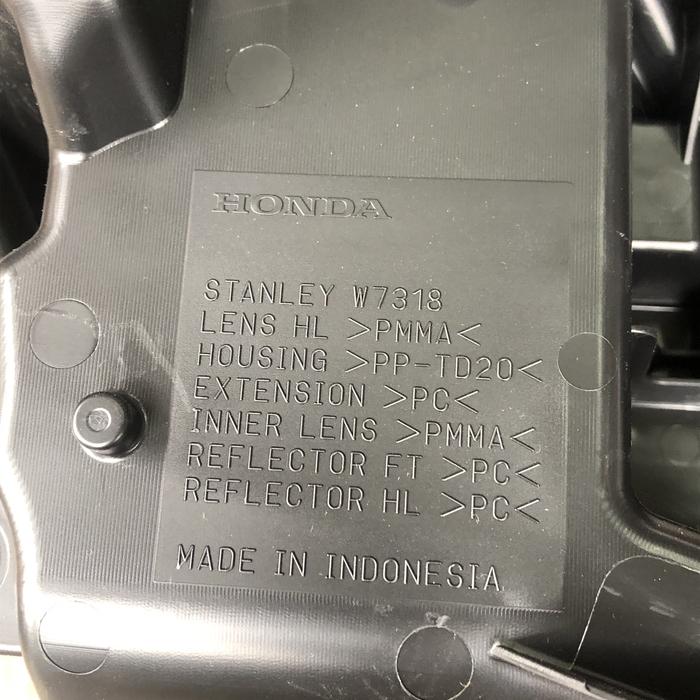 HONDA
STANLEY W7318
LENS HL >PMMA<
HOUSING >PP-TD20<
EXTENSION >PC<
INNER LENS >PMMA<
REFLECTOR FT >PC<
REFLECTOR HL >PC<
MADE IN INDONESIA